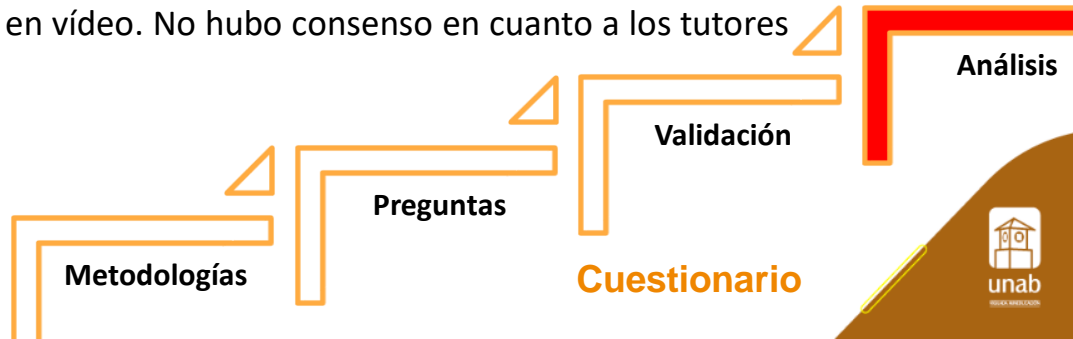 en vídeo. No hubo consenso en cuanto a los tutores
Análisis
Validación
Preguntas
Metodologías
Cuestionario
unab